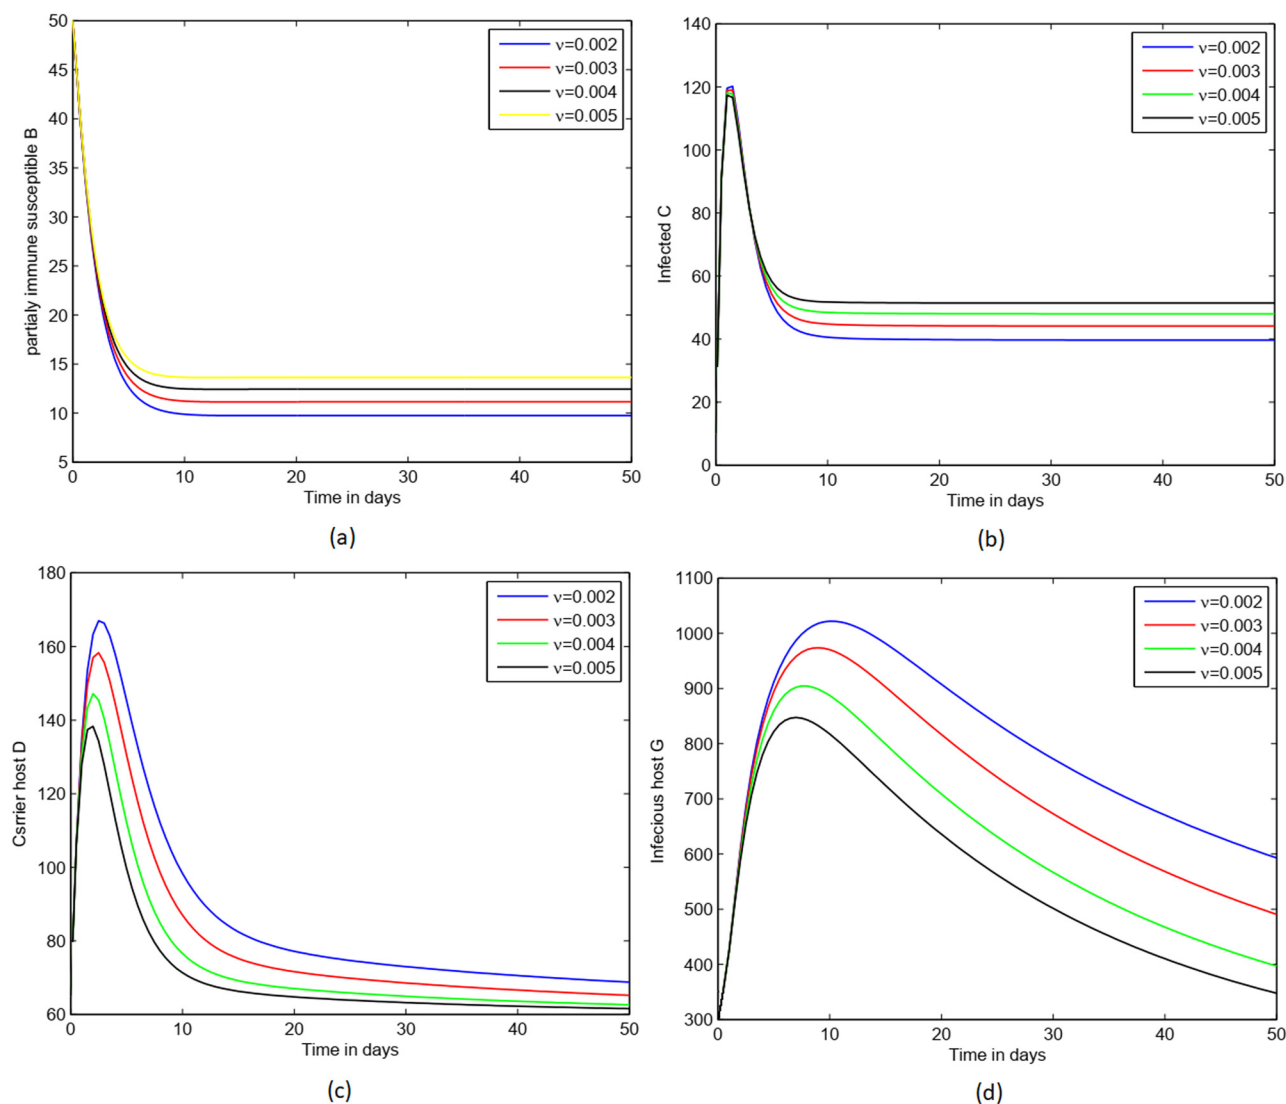 50
45
40
35
30
25
20
15
10
5
partialy immune susceptible B
ν=0.002
ν=0.003
ν=0.004
ν=0.005
0 10 20 30 40 50
Time in days
(a)
140
120
100
80
60
40
20
0
Infected C
ν=0.002
ν=0.003
ν=0.004
ν=0.005
0 10 20 30 40 50
Time in days
(b)
180
160
140
120
100
80
60
Csrrier host D
ν=0.002
ν=0.003
ν=0.004
ν=0.005
0 10 20 30 40 50
Time in days
(c)
1100
1000
900
800
700
600
500
400
300
Infecious host G
ν=0.002
ν=0.003
ν=0.004
ν=0.005
0 10 20 30 40 50
Time in days
(d)